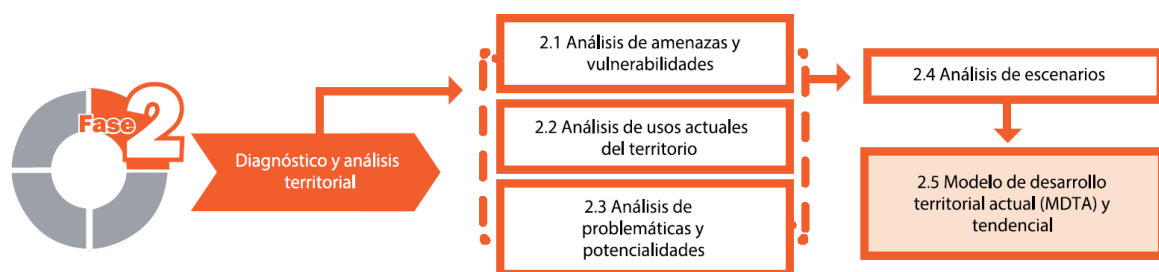 Fase 2
Diagnóstico y análisis
territorial
2.1 Análisis de amenazas y
vulnerabilidades
2.2 Análisis de usos actuales
del territorio
2.3 Análisis de
problemáticas y
potencialidades
2.4 Análisis de escenarios
2.5 Modelo de desarrollo
territorial actual (MDTA) y
tendencial